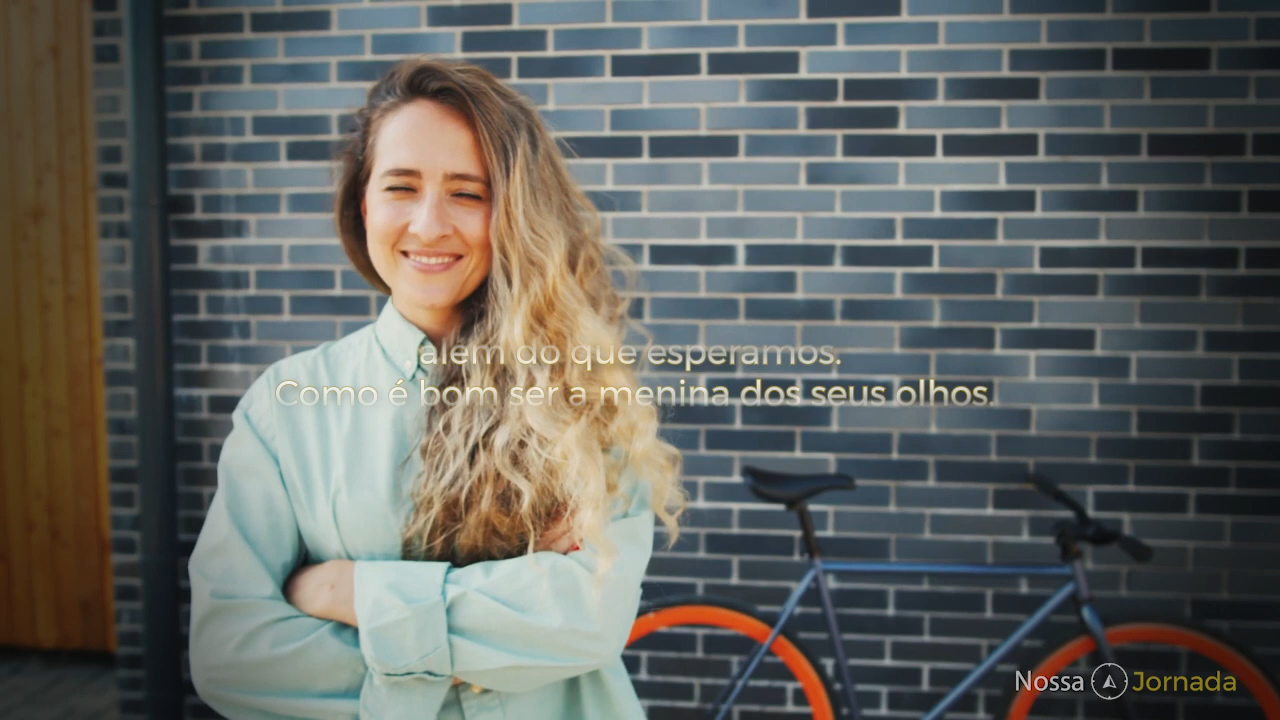 além do que esperamos.
Como é bom ser a menina dos seus olhos.
Nossa Jornada